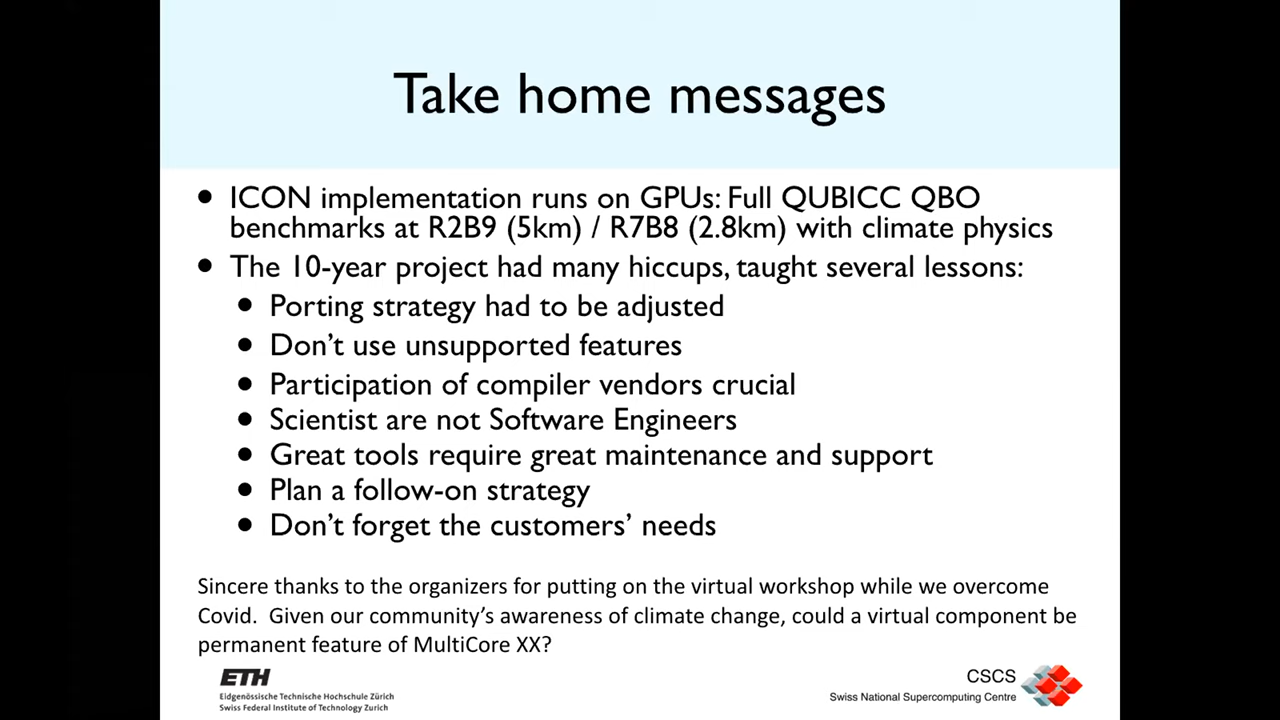 Take home messages
• ICON implementation runs on GPUs: Full QUBICC QBO
benchmarks at R2B9 (5km) / R7B8 (2.8km) with climate physics
• The 10-year project had many hiccups, taught several lessons:
• Porting strategy had to be adjusted
• Don’t use unsupported features
• Participation of compiler vendors crucial
• Scientist are not Software Engineers
• Great tools require great maintenance and support
• Plan a follow-on strategy
• Don’t forget the customers’ needs
Sincere thanks to the organizers for putting on the virtual workshop while we overcome
Covid. Given our community’s awareness of climate change, could a virtual component be
permanent feature of MultiCore XX?
ETH
Eidgenössische Technische Hochschule Zürich
Swiss Federal Institute of Technology Zurich
CSCS
Swiss National Supercomputing Centre